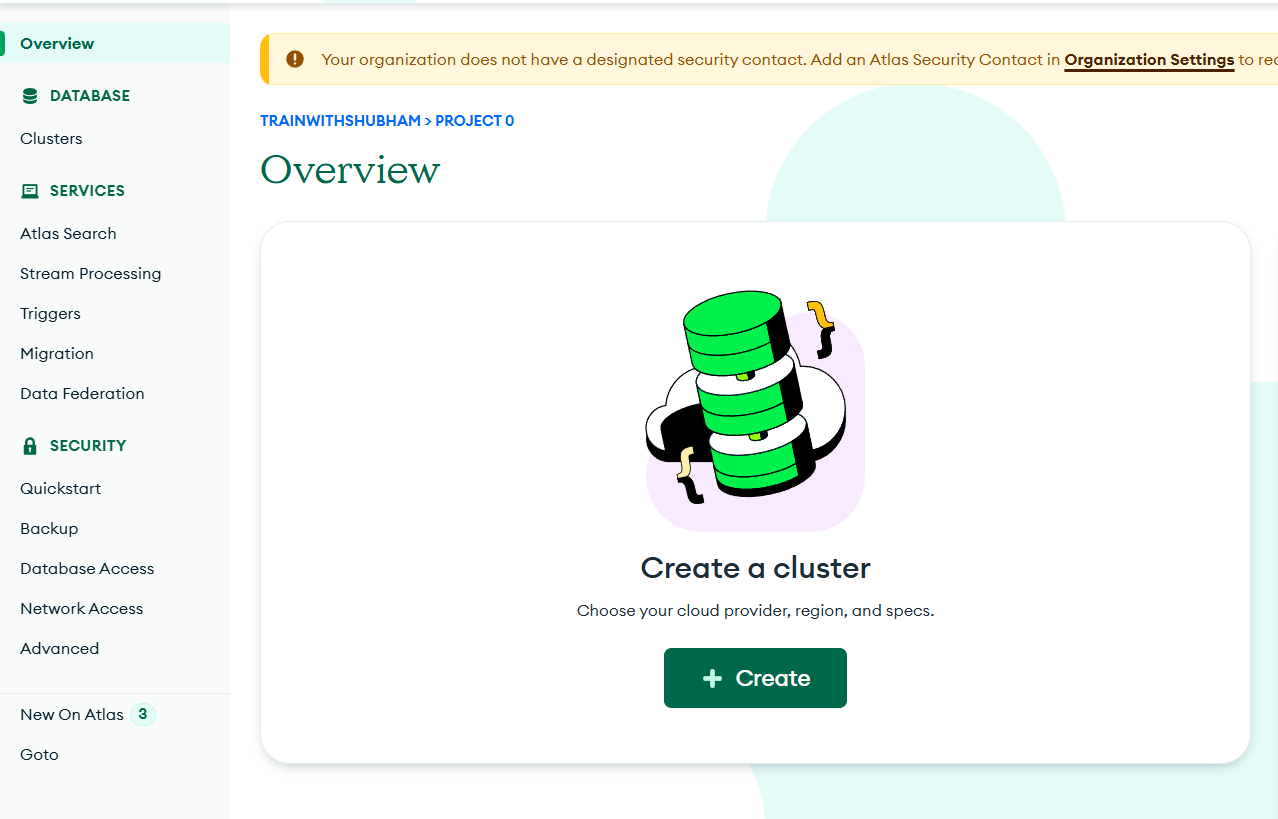 Overview
DATABASE
Clusters
SERVICES
Atlas Search
Stream Processing
Triggers
Migration
Data Federation
SECURITY
Quickstart
Backup
Database Access
Network Access
Advanced
New On Atlas 3
Goto
Your organization does not have a designated security contact. Add an Atlas Security Contact in Organization Settings to
TRAINWITHSHUBHAM > PROJECT 0
Overview
Create a cluster
Choose your cloud provider, region, and specs.
+ Create